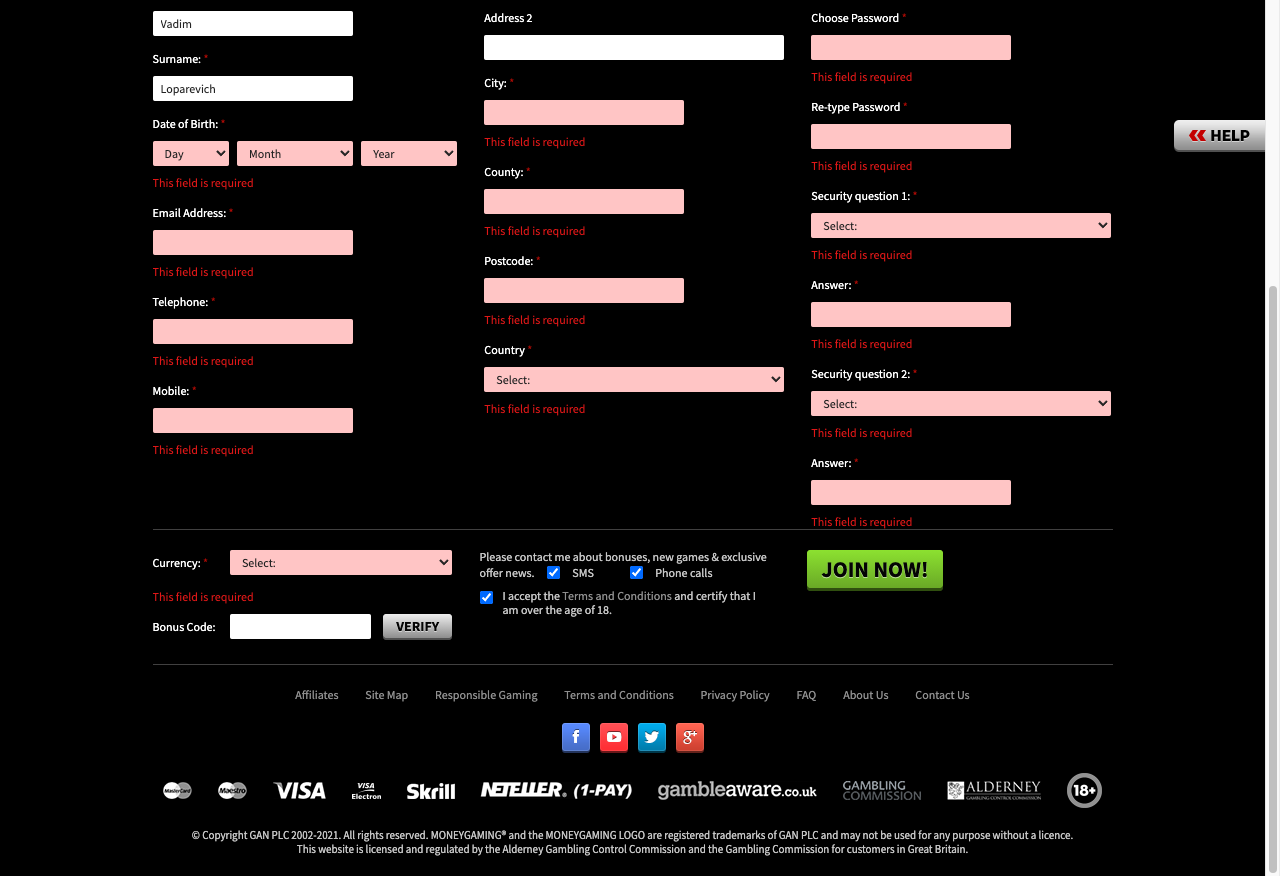 Vadim
Surname: *
Loparevich
Date of Birth: *
Day Month Year
This field is required
Email Address: *
This field is required
Telephone: *
This field is required
Mobile: *
This field is required
Address 2
City: *
This field is required
County: *
This field is required
Postcode: *
This field is required
Country *
Select:
This field is required
Choose Password *
This field is required
Re-type Password *
This field is required
Security question 1: *
Select:
This field is required
Answer: *
This field is required
Security question 2: *
Select:
This field is required
Answer: *
This field is required
HELP
Currency: * Select:
This field is required
Bonus Code: VERIFY
Please contact me about bonuses, new games & exclusive
offer news. SMS Phone calls
I accept the Terms and Conditions and certify that I
am over the age of 18.
JOIN NOW!
Affiliates Site Map Responsible Gaming Terms and Conditions Privacy Policy FAQ About Us Contact Us
f g+
MasterCard Maestro VISA VISA Electron Skrill NETELLER. (1-PAY) gambleaware.co.uk GAMBLING COMMISSION ALDERNEY GAMBLING CONTROL COMMISSION 18+
© Copyright GAN PLC 2002-2021. All rights reserved. MONEYGAMING® and the MONEYGAMING LOGO are registered trademarks of GAN PLC and may not be used for any purpose without a licence.
This website is licensed and regulated by the Alderney Gambling Control Commission and the Gambling Commission for customers in Great Britain.